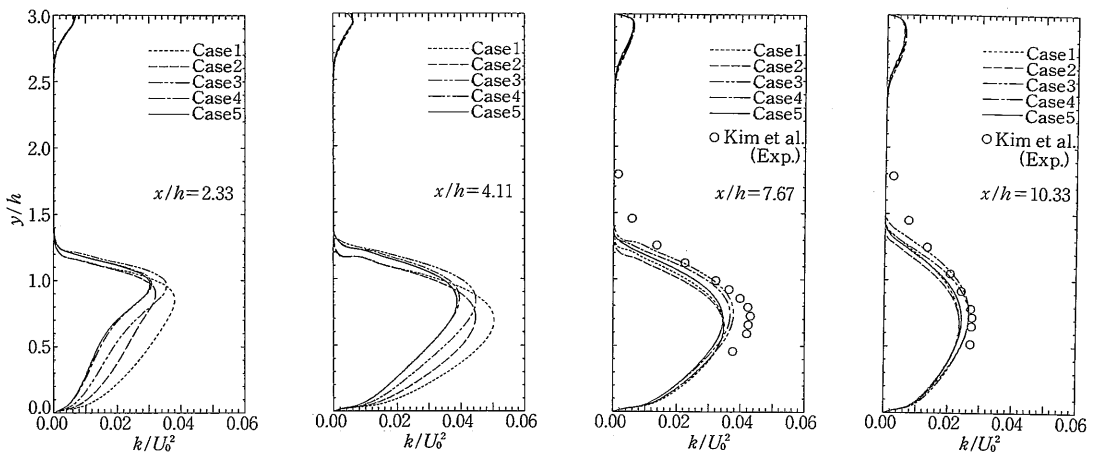 3.0
2.5
2.0
1.5
1.0
0.5
0.0
y/h
Case1
Case2
Case3
Case4
Case5
x/h=2.33
0.00 0.02 0.04 0.06
k/U₀²
Case1
Case2
Case3
Case4
Case5
x/h=4.11
0.00 0.02 0.04 0.06
k/U₀²
Case1
Case2
Case3
Case4
Case5
Kim et al.
(Exp.)
x/h=7.67
0.00 0.02 0.04 0.06
k/U₀²
Case1
Case2
Case3
Case4
Case5
Kim et al.
(Exp.)
x/h=10.33
0.00 0.02 0.04 0.06
k/U₀²